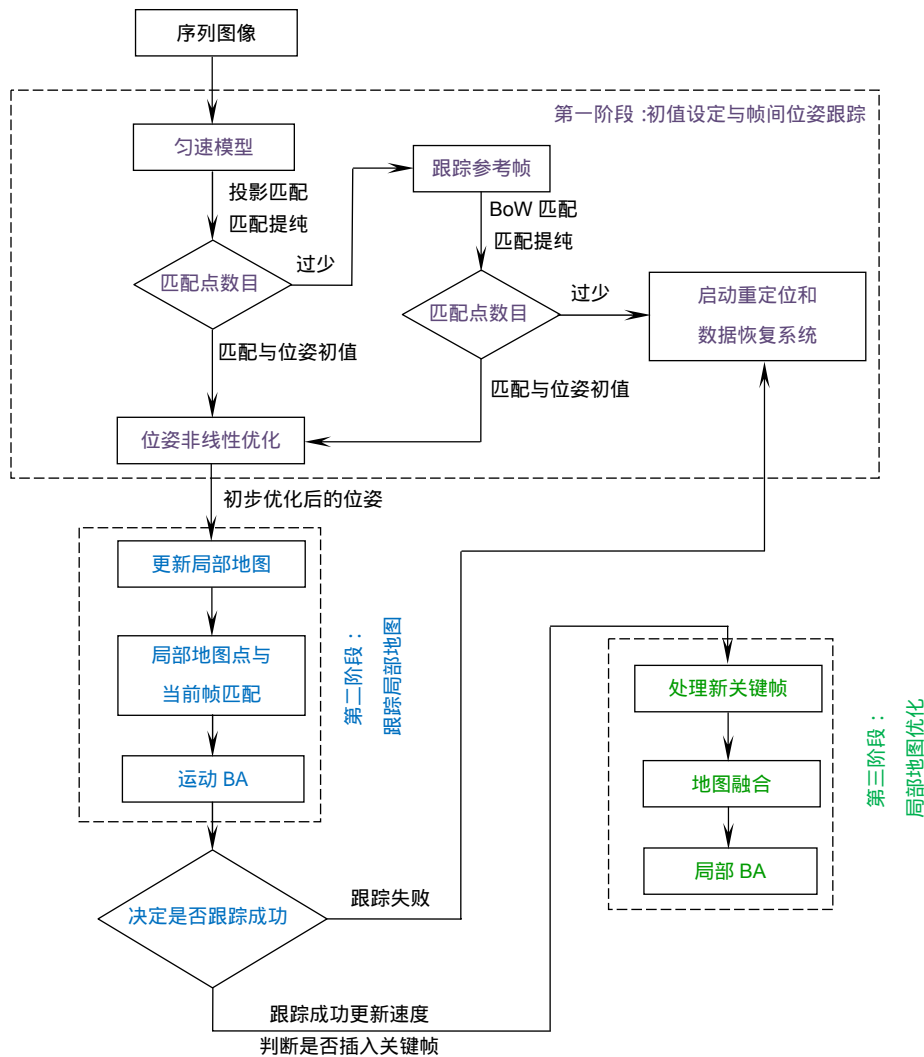 序列图像
第一阶段:初值设定与帧间位姿跟踪
匀速模型
投影匹配
匹配提纯
跟踪参考帧
BoW 匹配
匹配提纯
匹配点数目
过少
匹配点数目
过少
启动重定位和
数据恢复系统
匹配与位姿初值
匹配与位姿初值
位姿非线性优化
初步优化后的位姿
更新局部地图
局部地图点与
当前帧匹配
运动 BA
第二阶段：
跟踪局部地图
决定是否跟踪成功
跟踪失败
跟踪成功更新速度
判断是否插入关键帧
处理新关键帧
地图融合
局部 BA
第三阶段：
局部地图优化